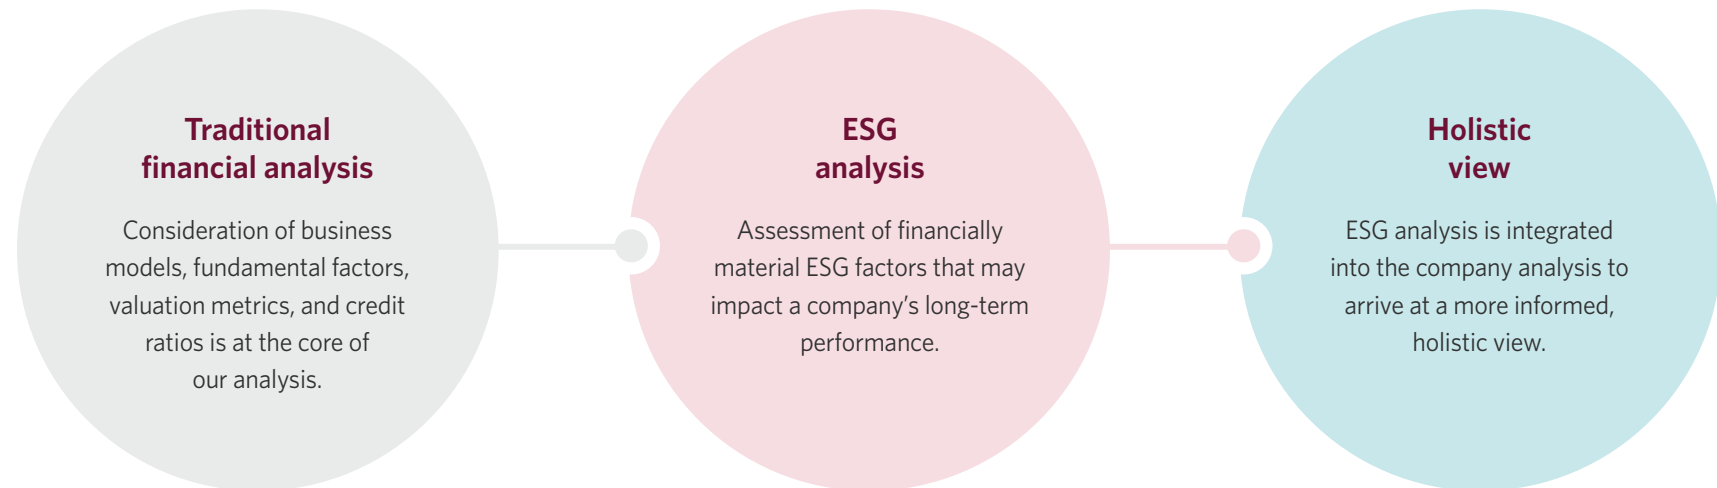 Traditional
financial analysis
Consideration of business
models, fundamental factors,
valuation metrics, and credit
ratios is at the core of
our analysis.
ESG
analysis
Assessment of financially
material ESG factors that may
impact a company’s long-term
performance.
Holistic
view
ESG analysis is integrated
into the company analysis to
arrive at a more informed,
holistic view.